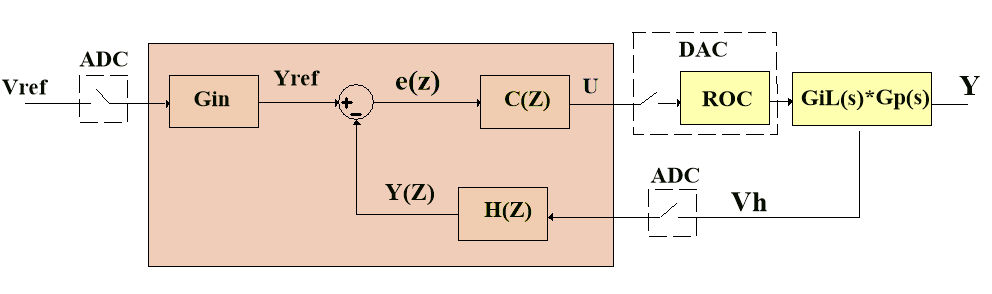 DAC
ADC
Vref
Gin
Yref
+
−
e(z)
C(Z)
U
ROC
GiL(s)*Gp(s)
Y
Y(Z)
H(Z)
ADC
Vh